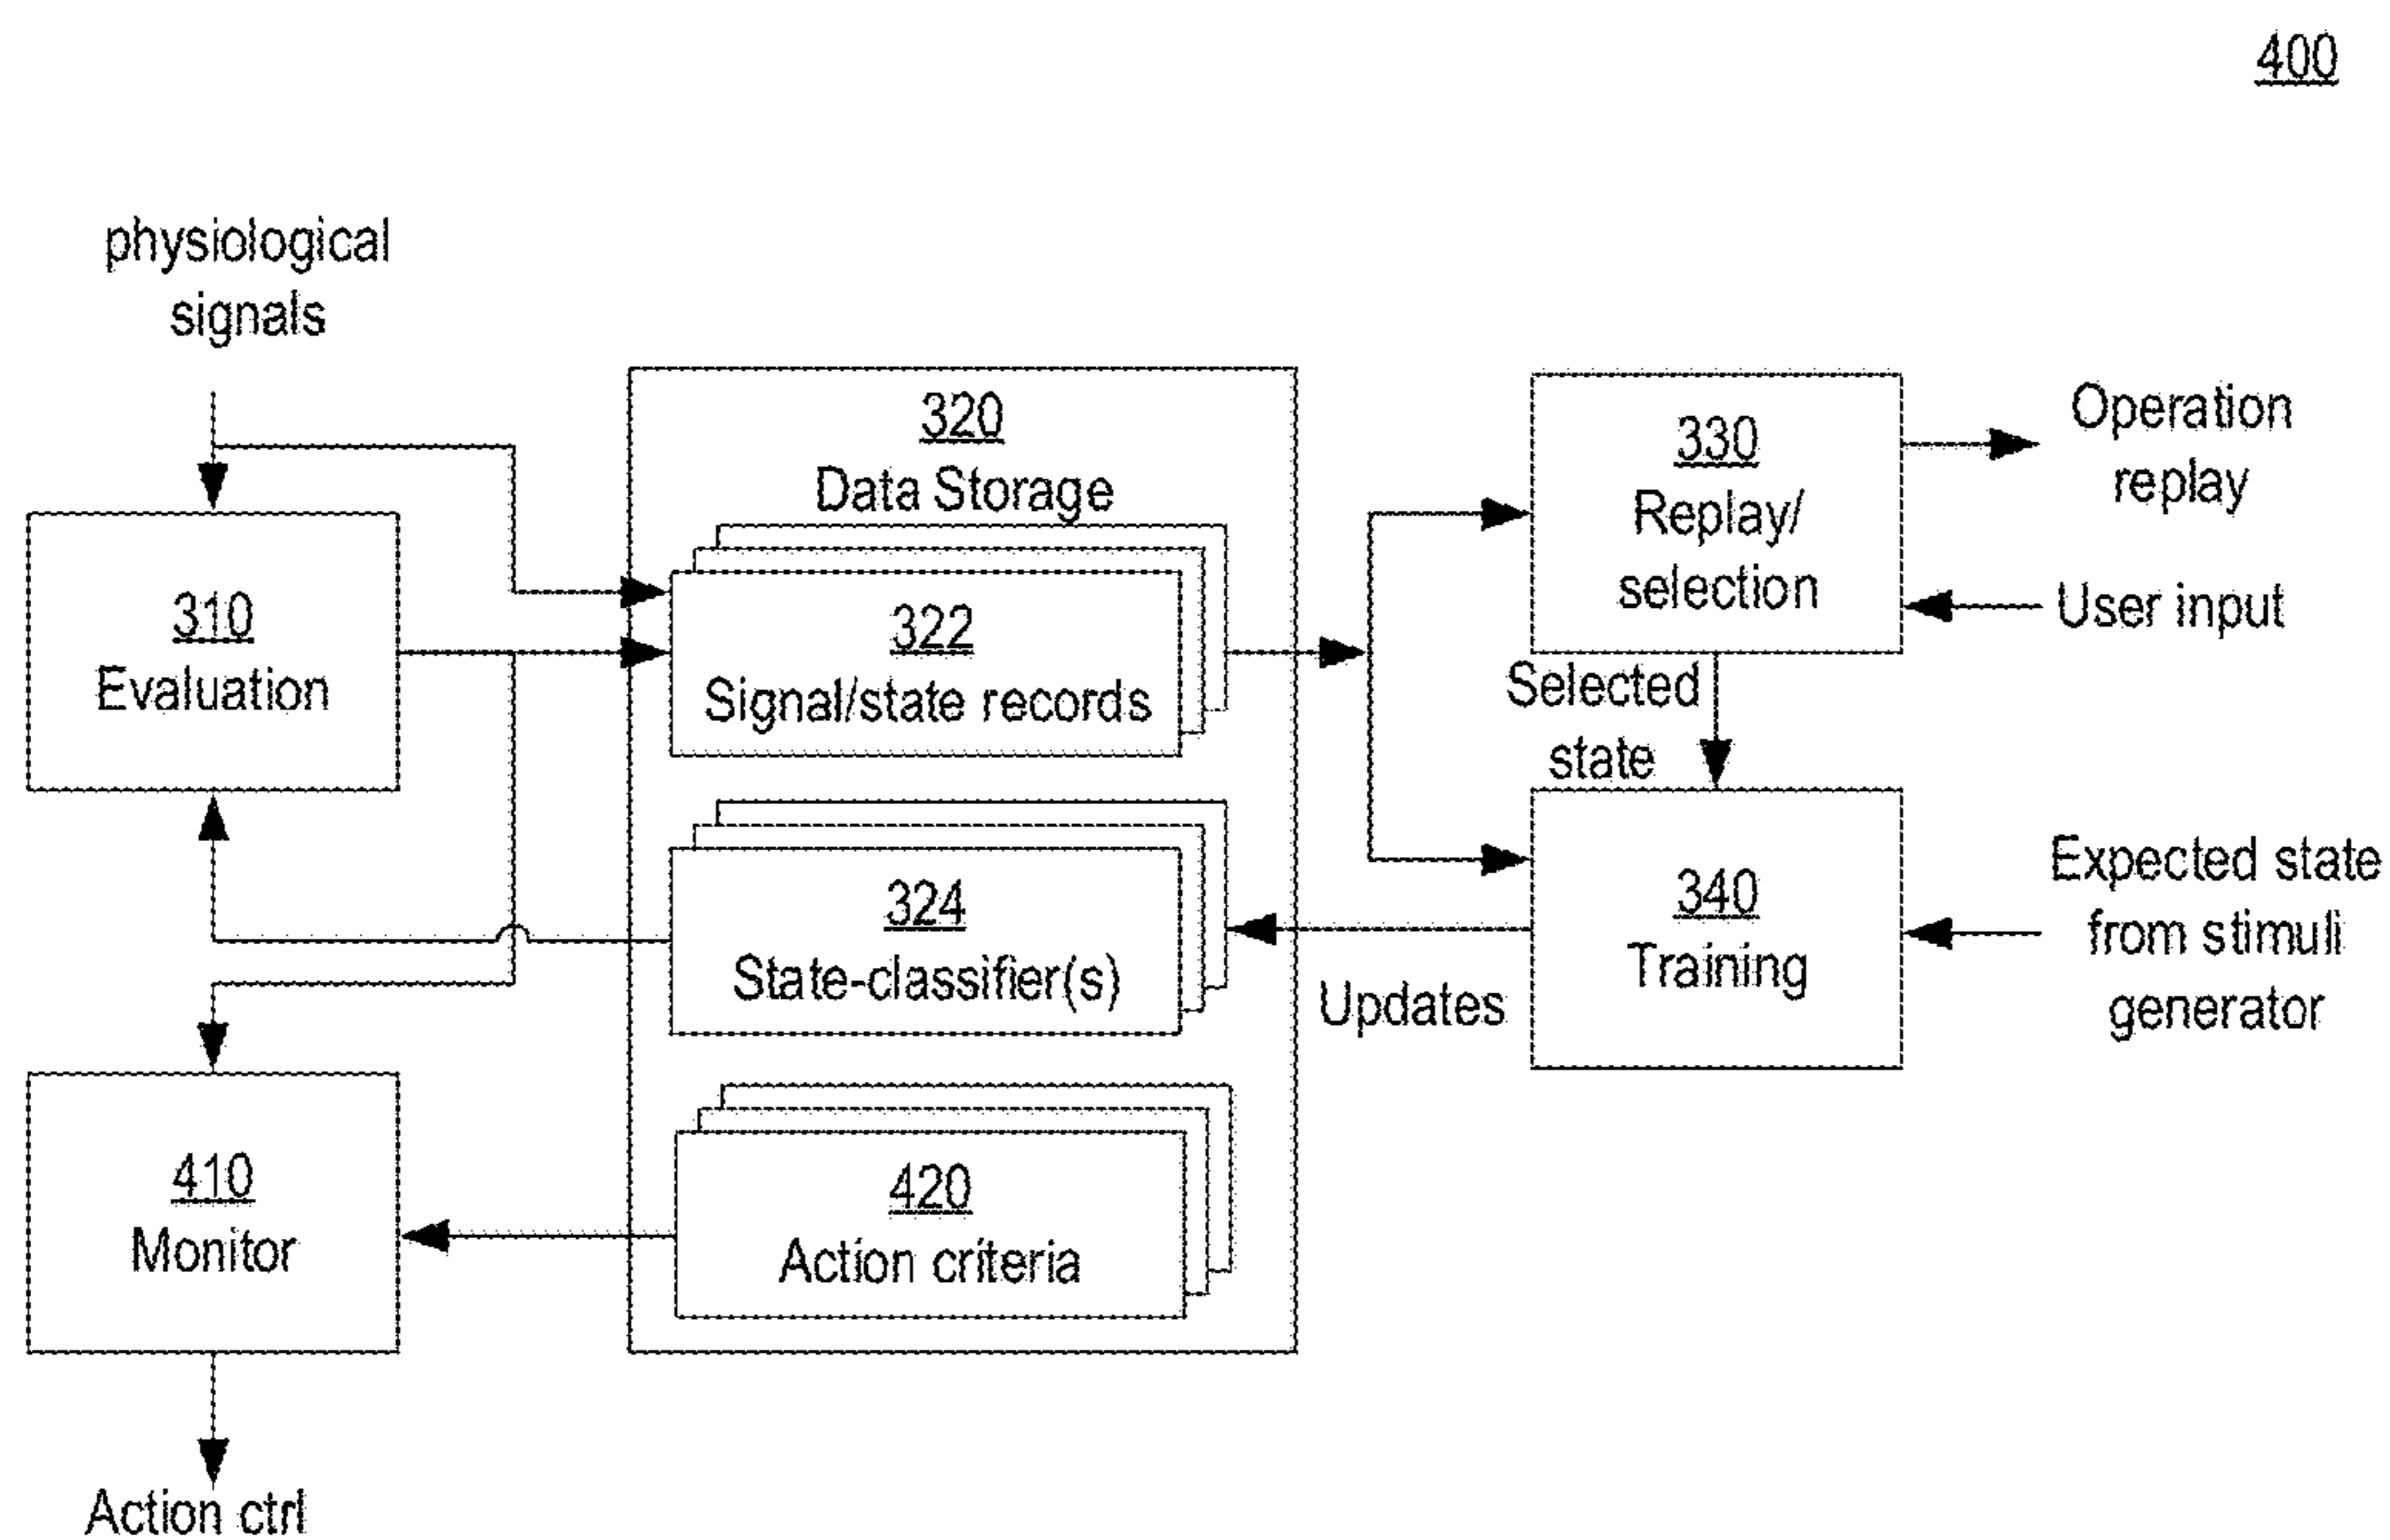 400
physiological
signals
320
Data Storage
330
Replay/
selection
Operation
replay
User input
310
Evaluation
322
Signal/state records
Selected
state
324
State-classifier(s)
340
Training
Expected state
from stimuli
generator
Updates
410
Monitor
420
Action criteria
Action ctrl